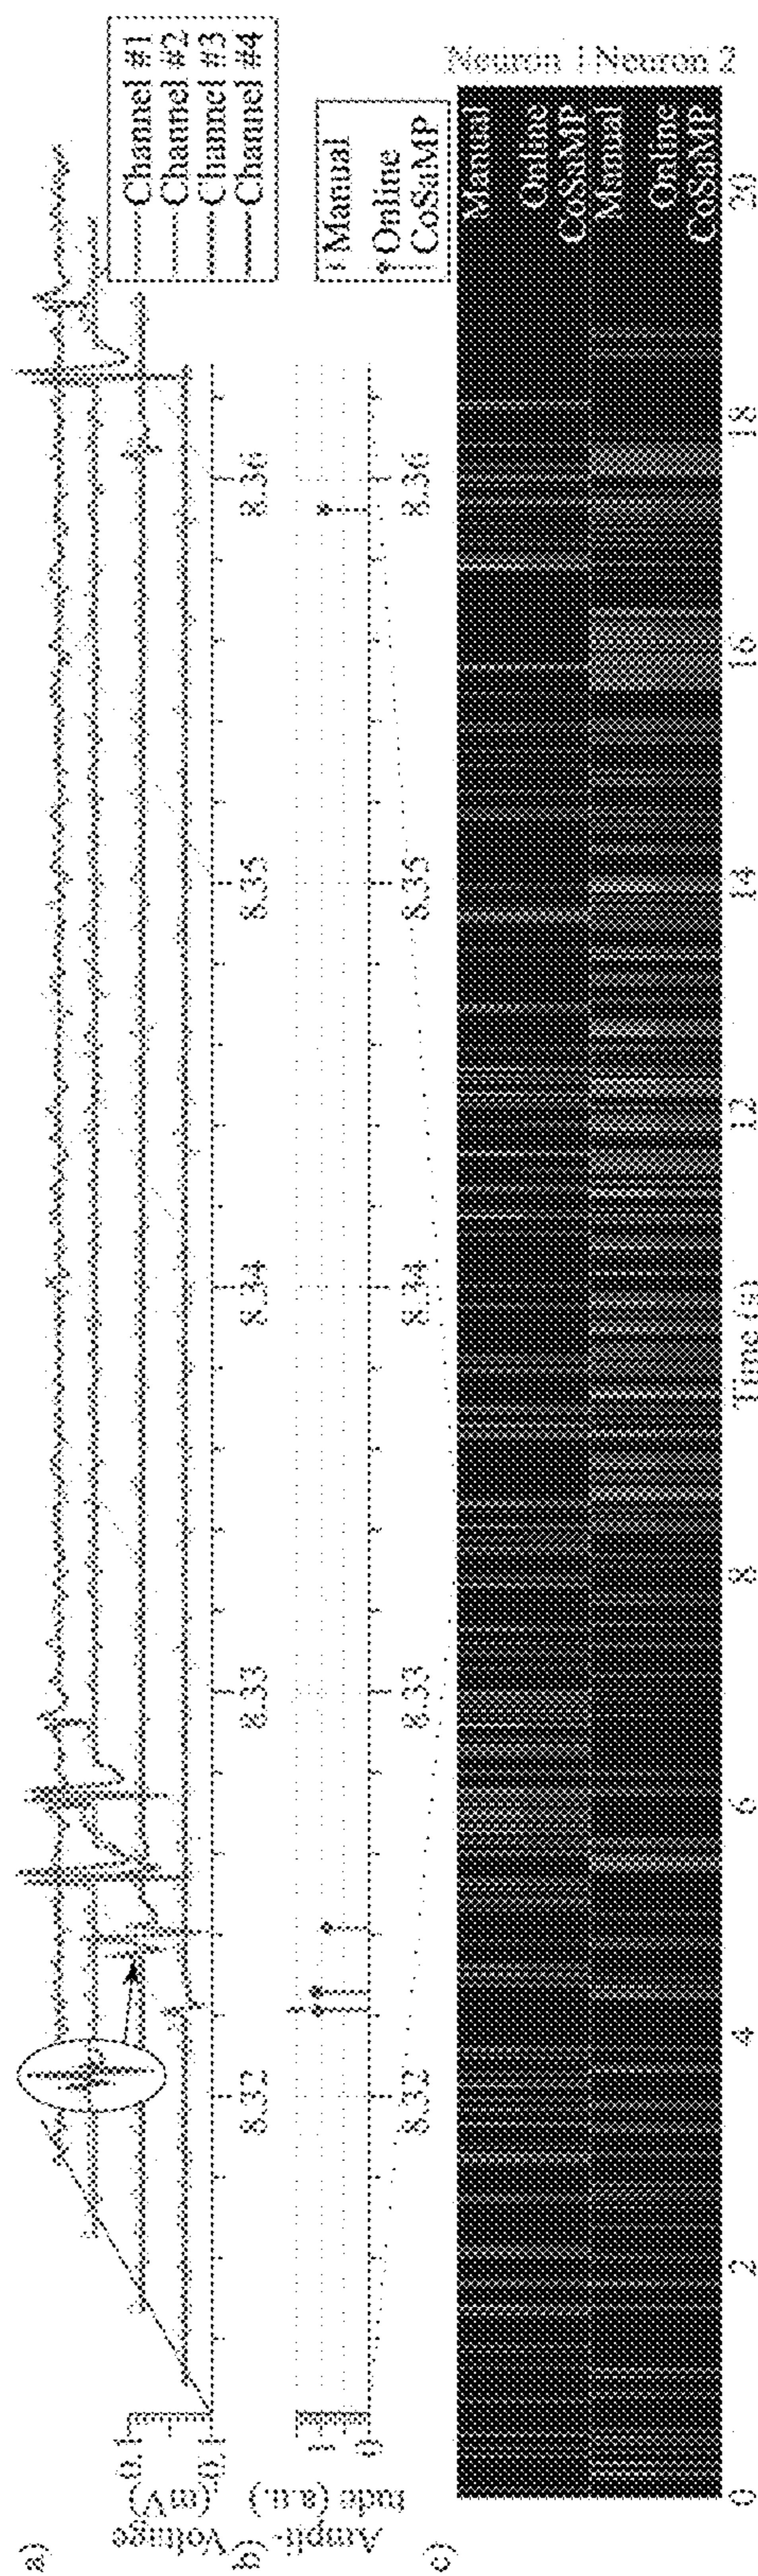 a)
Voltage
(mV)
0.1
0.1
8.32
8.33
8.34
8.35
8.36
Channel #1
Channel #2
Channel #3
Channel #4
b)
Ampli-
tude (a.u.)
1
0
8.32
8.33
8.34
8.35
8.36
Manual
Online
CoSaMP
c)
Neuron 1
Manual
Online
CoSaMP
Neuron 2
Manual
Online
CoSaMP
0
2
4
6
8
12
14
16
18
20
Time (s)